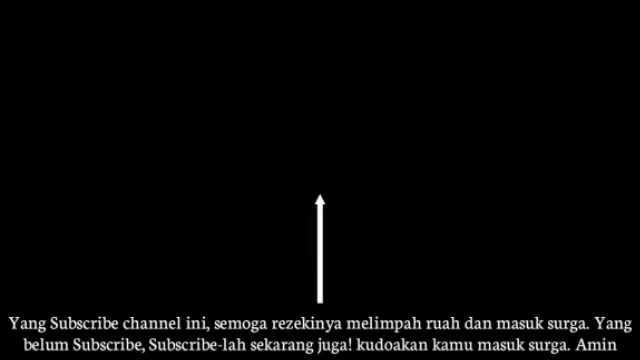 Yang Subscribe channel ini, semoga rezekinya melimpah ruah dan masuk surga. Yang
belum Subscribe, Subscribe-lah sekarang juga! kudoakan kamu masuk surga. Amin